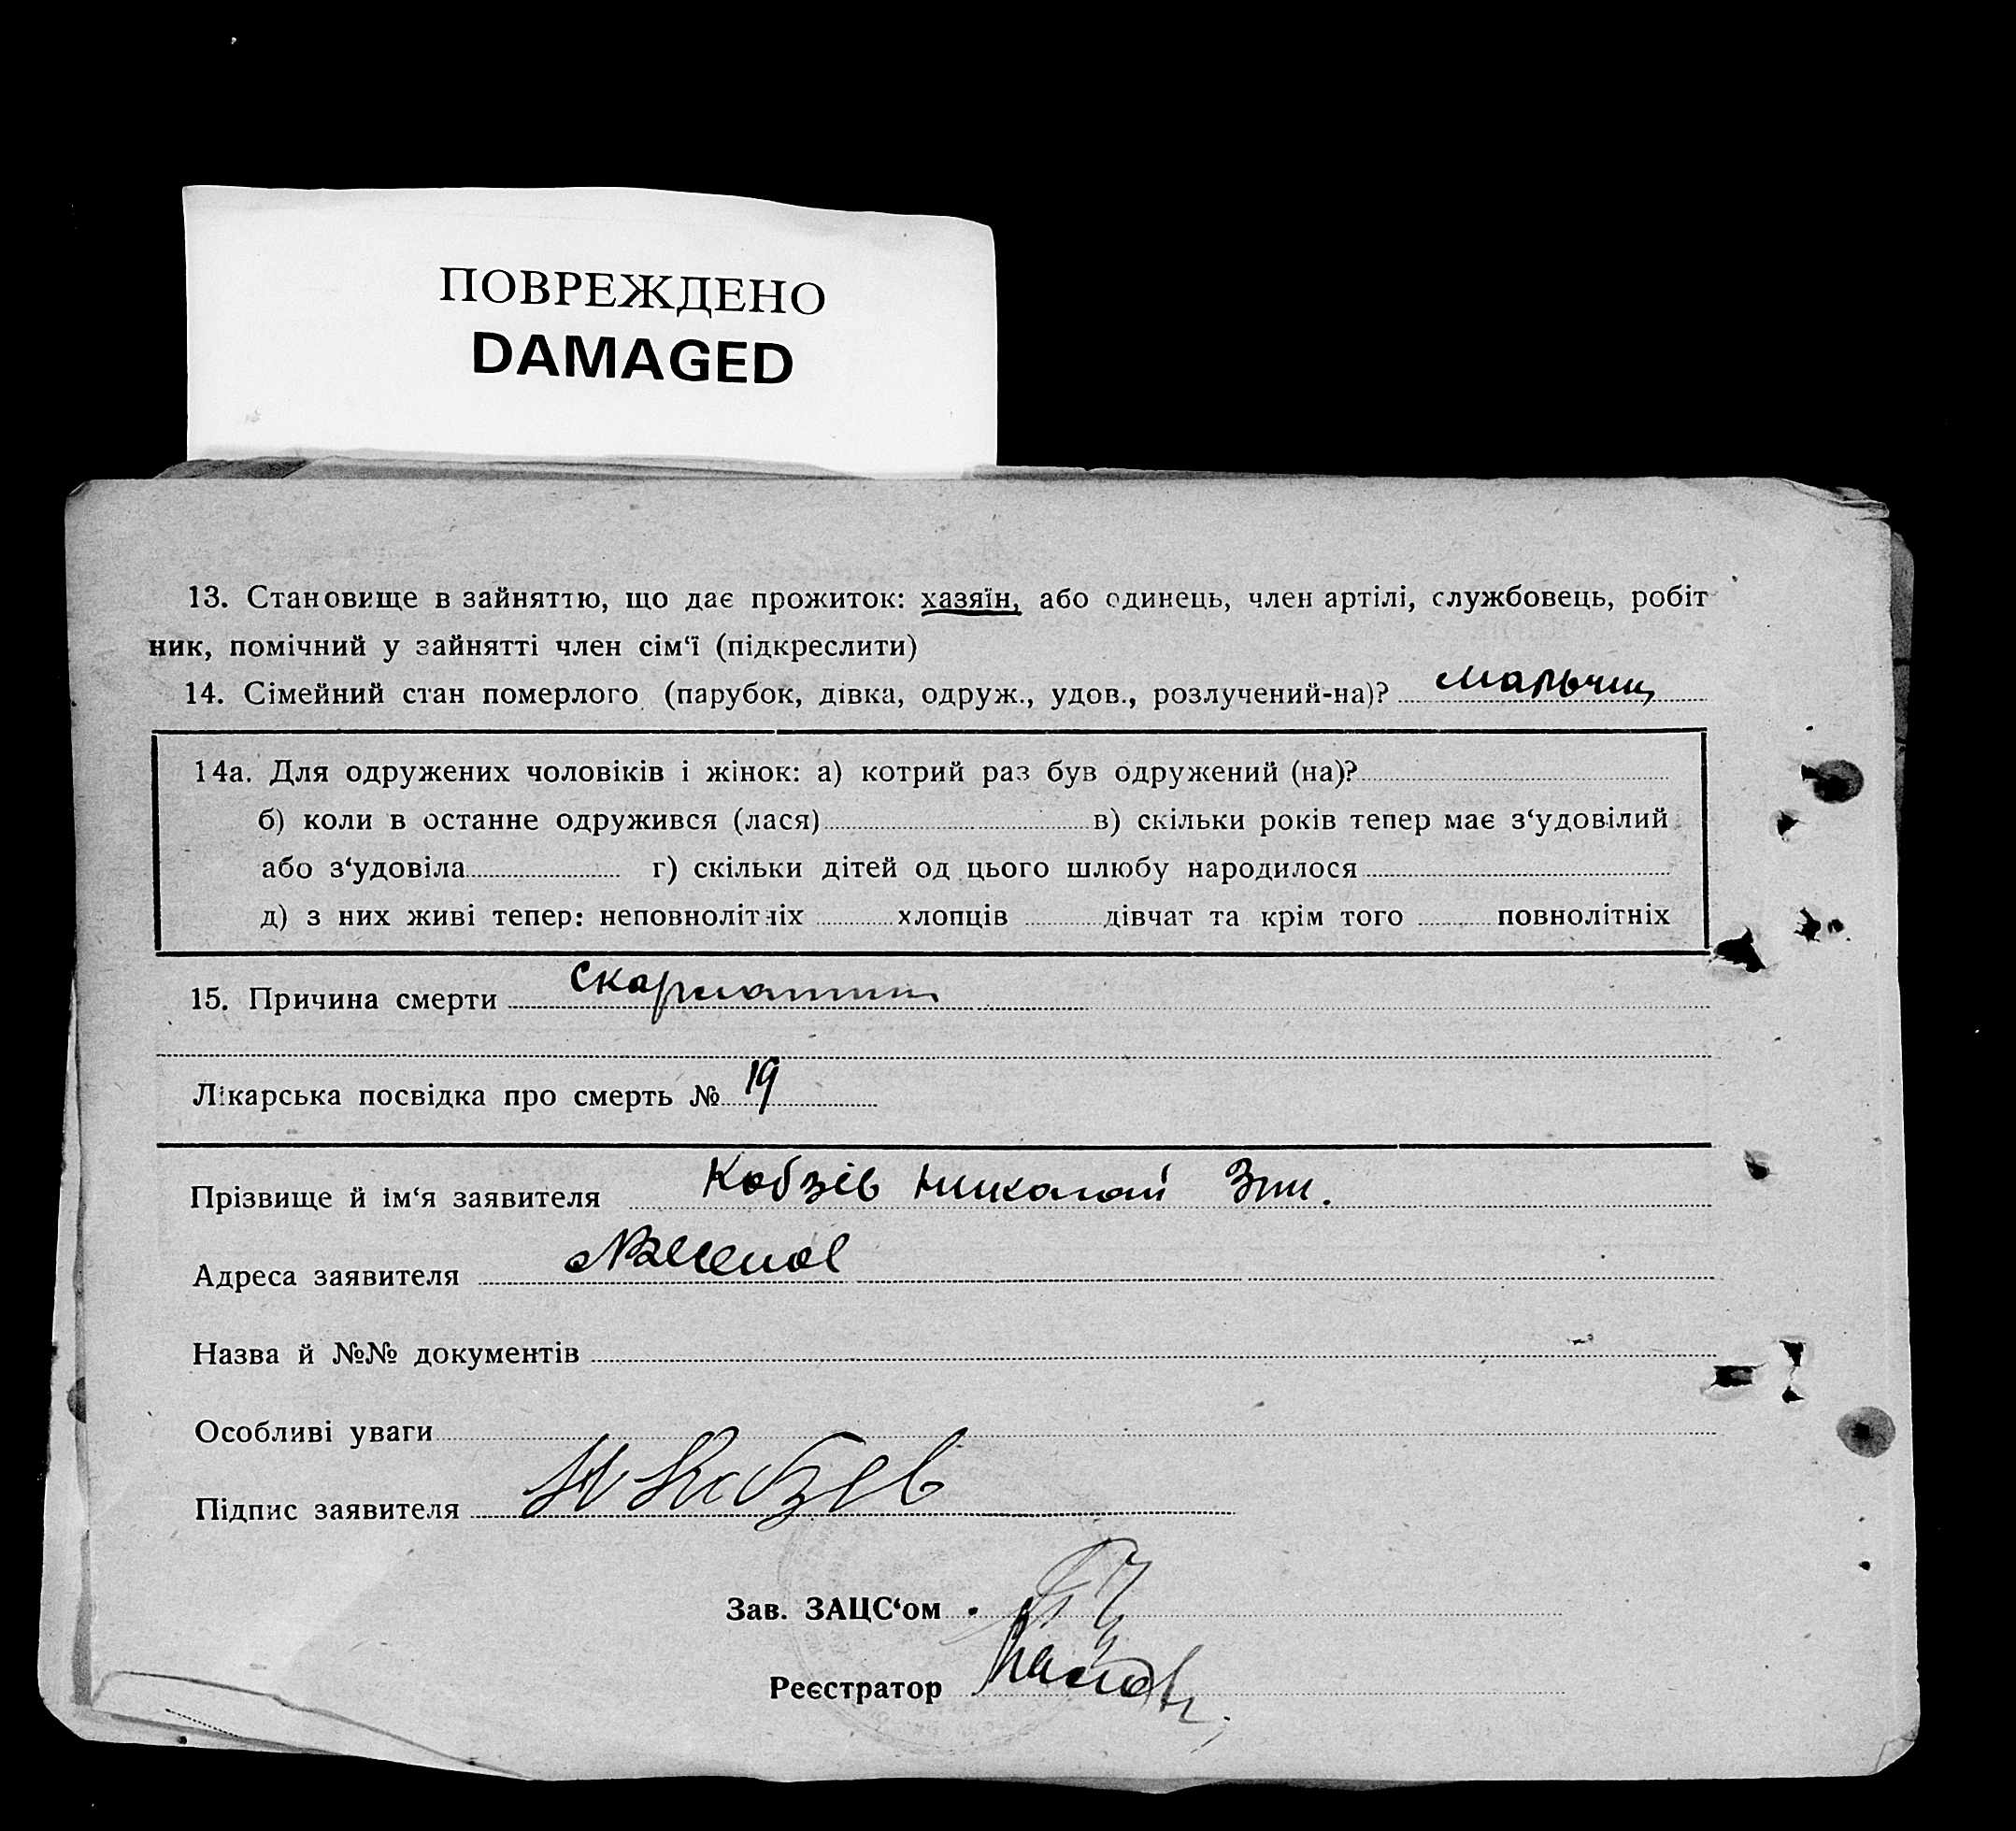 ПОВРЕЖДЕНО
DAMAGED
13. Становище в зайняттю, що дає прожиток: хазяїн, або одинець, член артілі, службовець, робіт
ник, помічний у зайнятті член сім‘ї (підкреслити)
14. Сімейний стан померлого (парубок, дівка, одруж., удов., розлучений-на)?
14а. Для одружених чоловіків і жінок: а) котрий раз був одружений (на)?
б) коли в останне одружився (лася) в) скільки років тепер має з‘удовілий
або з‘удовіла г) скільки дітей од цього шлюбу народилося
д) з них живі тепер: неповнолітніх хлопців дівчат та крім того повнолітніх
15. Причина смерти скарлатина
Лікарська посвідка про смерть № 19
Прізвище й ім‘я заявителя Кобзів Николай
Адреса заявителя
Назва й №№ документів
Особливі уваги
Підпис заявителя Н Кобзев
Зав. ЗАЦС‘ом
Реєстратор